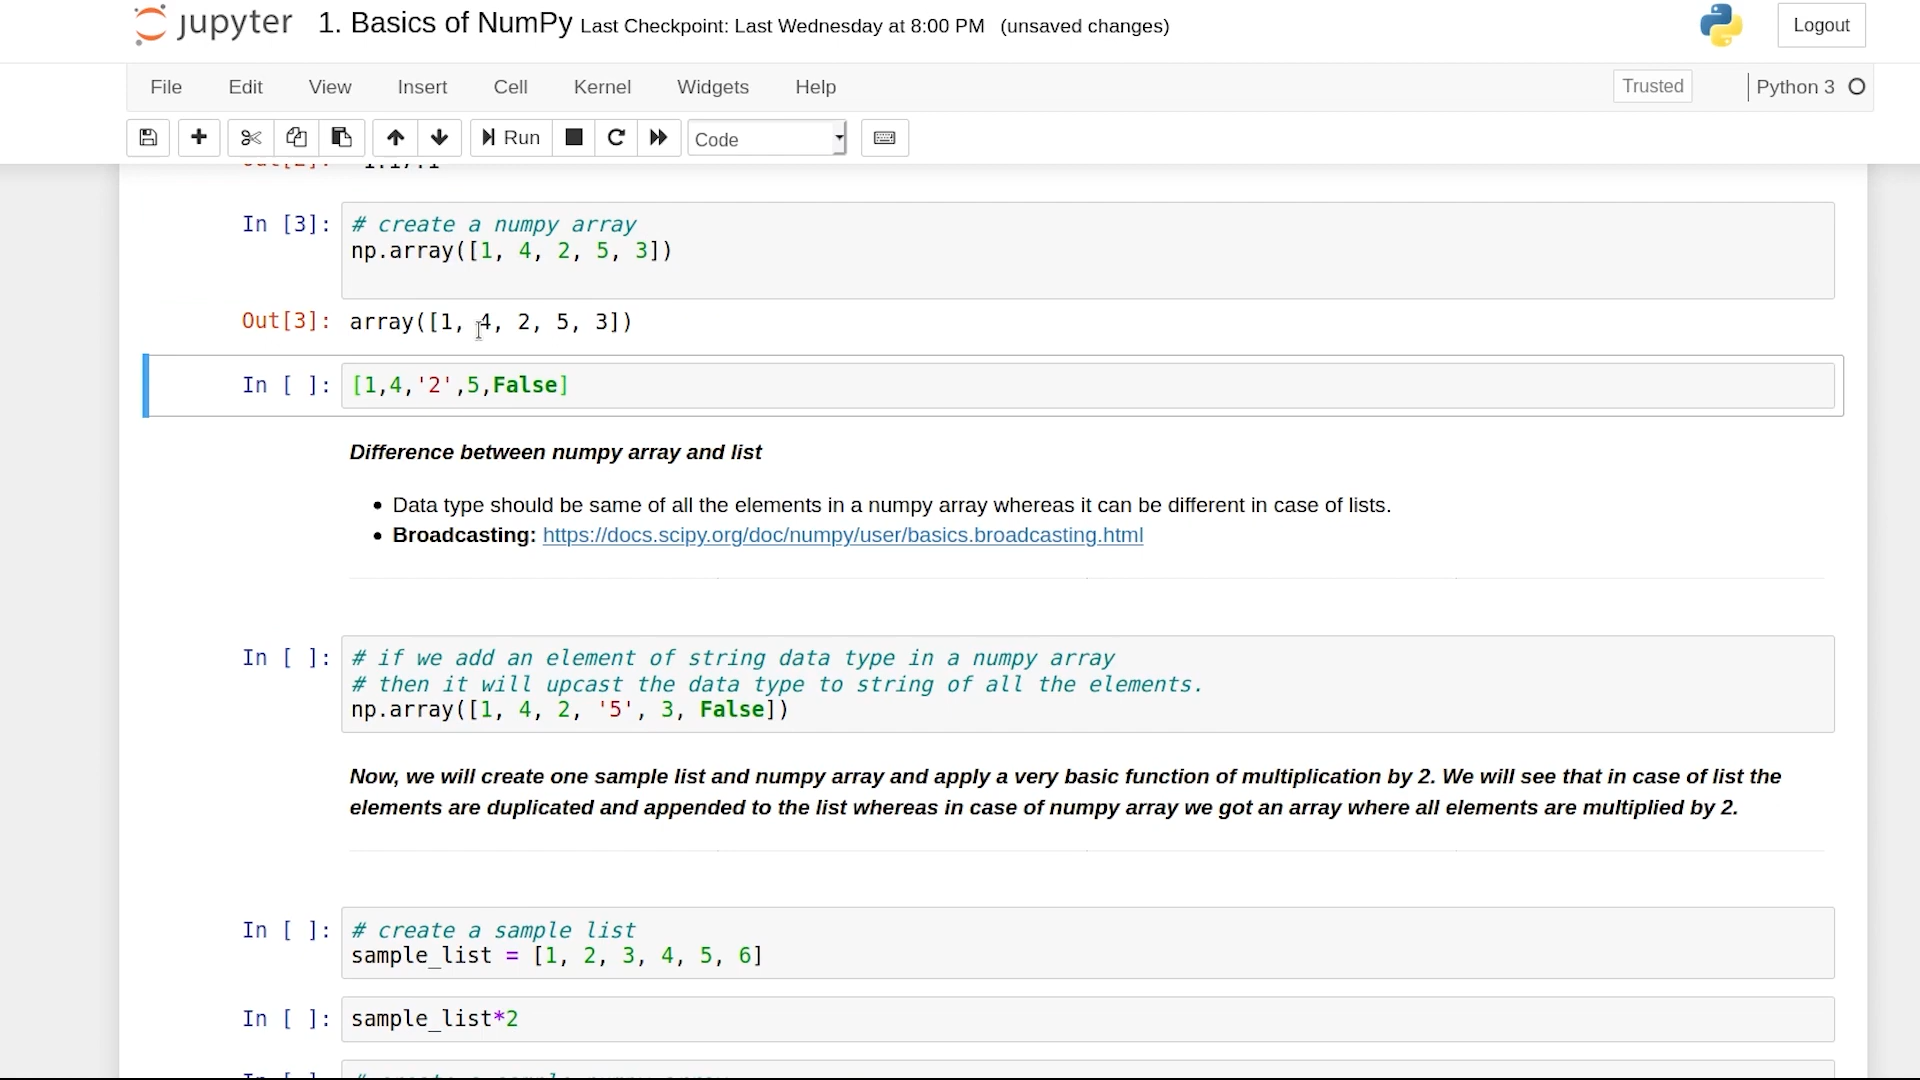 jupyter 1. Basics of NumPy Last Checkpoint: Last Wednesday at 8:00 PM (unsaved changes) Logout
File Edit View Insert Cell Kernel Widgets Help Trusted Python 3
Run Code
In [3]: # create a numpy array
np.array([1, 4, 2, 5, 3])
Out[3]: array([1, 4, 2, 5, 3])
In [ ]: [1,4,'2',5,False]
Difference between numpy array and list
• Data type should be same of all the elements in a numpy array whereas it can be different in case of lists.
• Broadcasting: https://docs.scipy.org/doc/numpy/user/basics.broadcasting.html
In [ ]: # if we add an element of string data type in a numpy array
# then it will upcast the data type to string of all the elements.
np.array([1, 4, 2, '5', 3, False])
Now, we will create one sample list and numpy array and apply a very basic function of multiplication by 2. We will see that in case of list the
elements are duplicated and appended to the list whereas in case of numpy array we got an array where all elements are multiplied by 2.
In [ ]: # create a sample list
sample_list = [1, 2, 3, 4, 5, 6]
In [ ]: sample_list*2